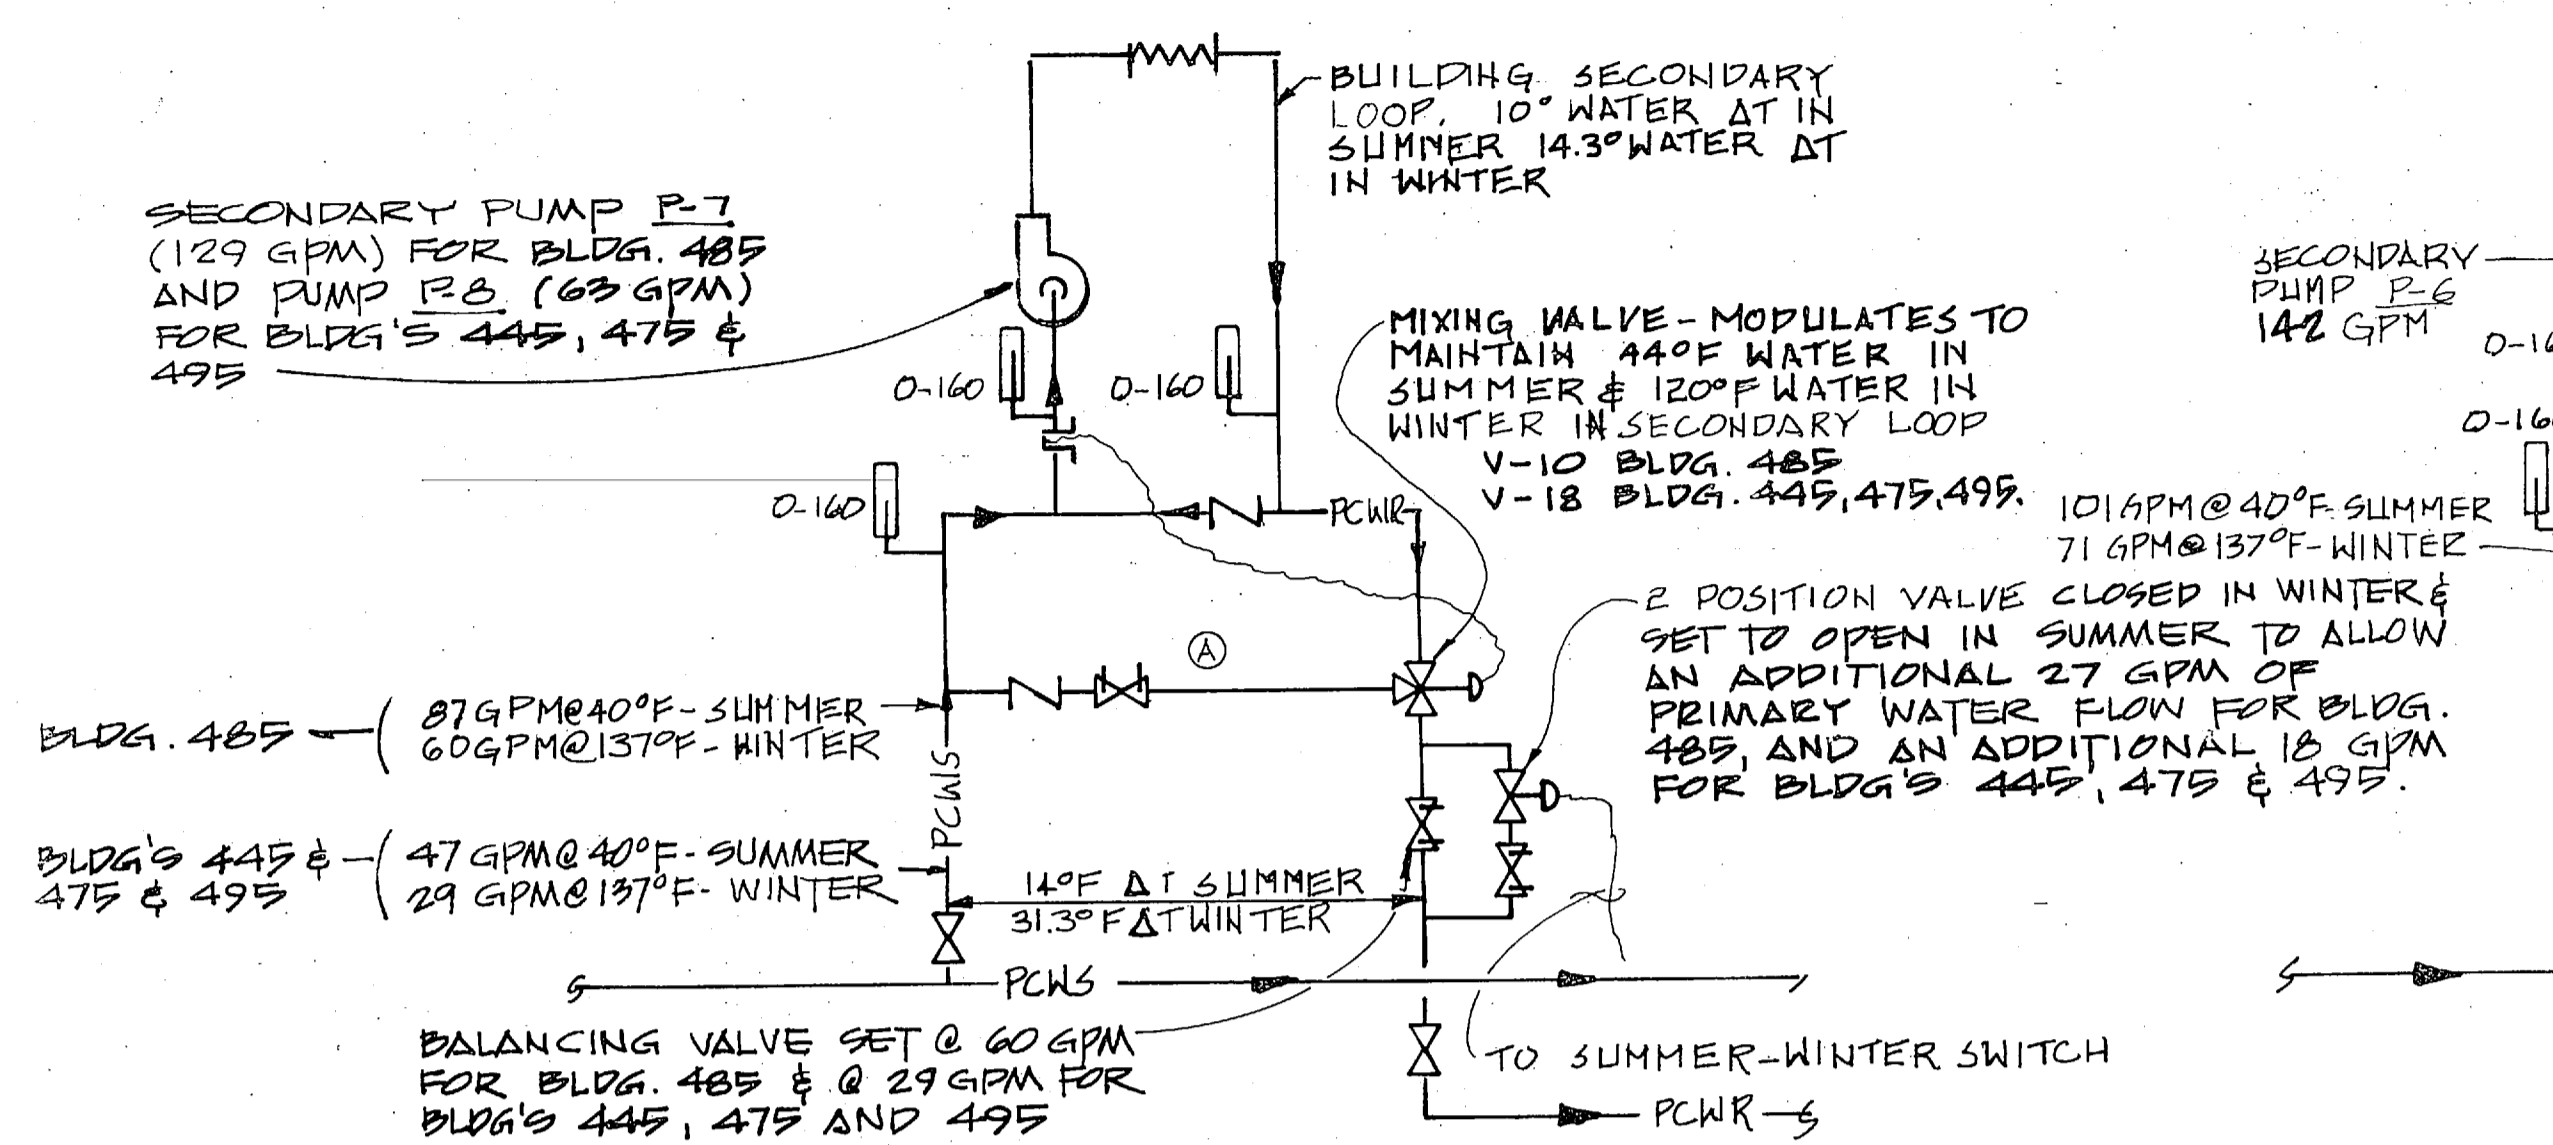 BUILDING SECONDARY
LOOP. 10° WATER ΔT IN
SUMMER 14.3° WATER ΔT
IN WINTER
SECONDARY PUMP P-7
(129 GPM) FOR BLDG. 485
AND PUMP P-8 (63 GPM)
FOR BLDG'S 445, 475 &
495
SECONDARY
PUMP P-6
142 GPM
MIXING VALVE - MODULATES TO
MAINTAIN 44°F WATER IN
SUMMER & 120°F WATER IN
WINTER IN SECONDARY LOOP
V-10 BLDG. 485
V-18 BLDG. 445, 475, 495.
0-160
0-160
0-160
PCWR
101 GPM @ 40°F - SUMMER
71 GPM @ 137°F - WINTER
2 POSITION VALVE CLOSED IN WINTER &
SET TO OPEN IN SUMMER TO ALLOW
AN ADDITIONAL 27 GPM OF
PRIMARY WATER FLOW FOR BLDG.
485, AND AN ADDITIONAL 18 GPM
FOR BLDG'S 445, 475 & 495.
A
BLDG. 485
87 GPM @ 40°F - SUMMER
60 GPM @ 137°F - WINTER
PCWS
BLDG'S 445 &
475 & 495
47 GPM @ 40°F - SUMMER
29 GPM @ 137°F - WINTER
14°F ΔT SUMMER
31.3°F ΔT WINTER
PCWS
BALANCING VALVE SET @ 60 GPM
FOR BLDG. 485 & @ 29 GPM FOR
BLDG'S 445, 475 AND 495
TO SUMMER-WINTER SWITCH
PCWR